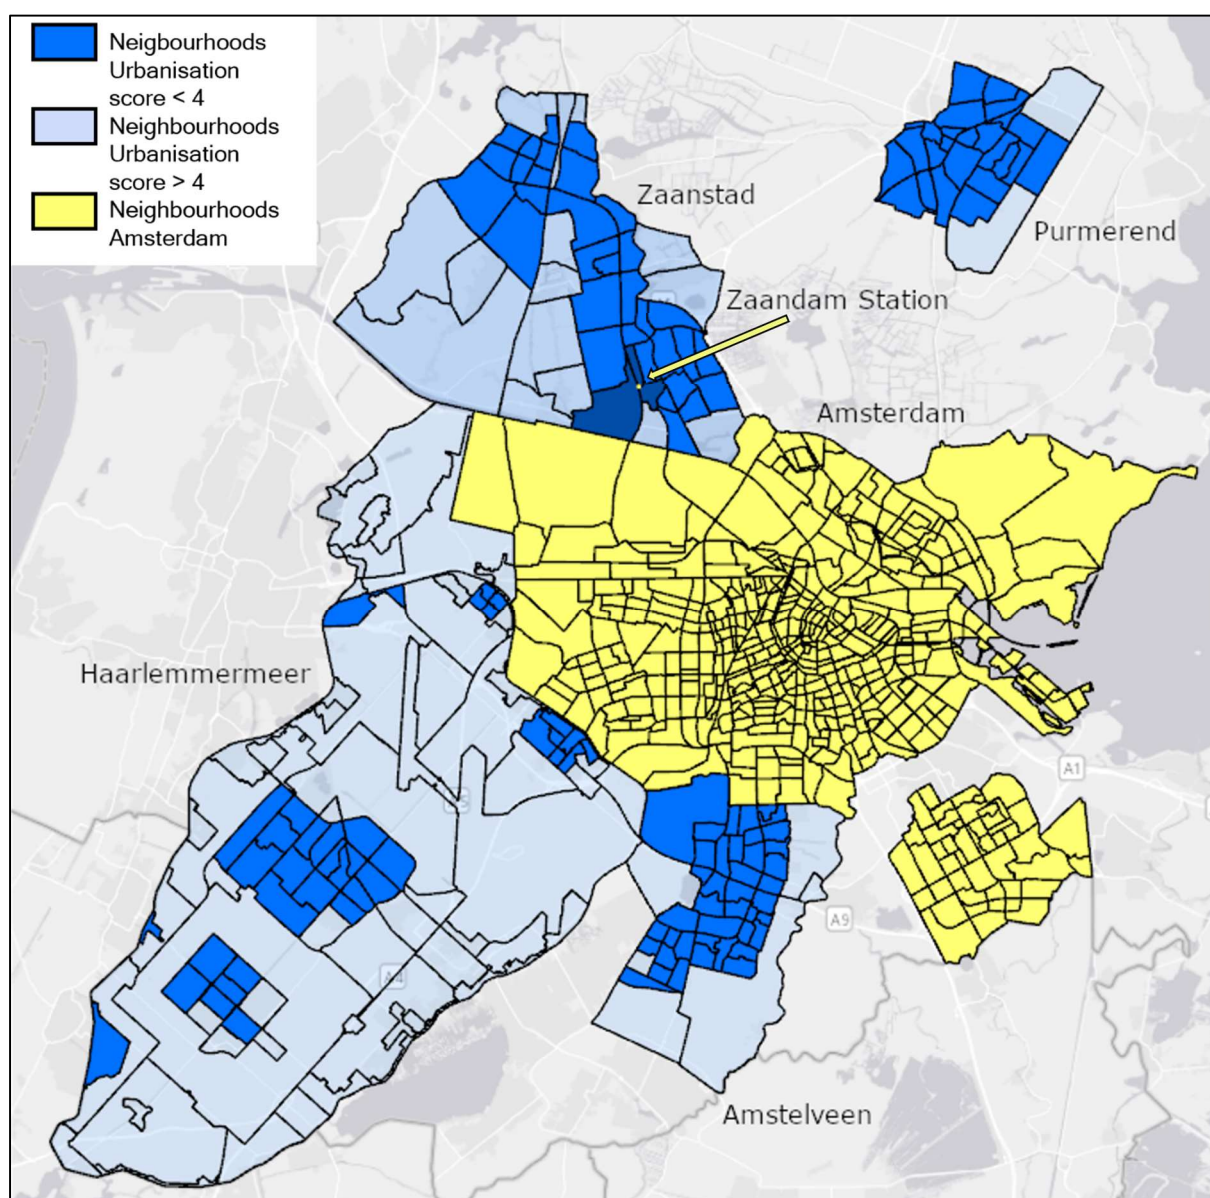 Neigbourhoods
Urbanisation
score < 4
Neighbourhoods
Urbanisation
score > 4
Neighbourhoods
Amsterdam
Zaanstad
Purmerend
Zaandam Station
Amsterdam
Haarlemmermeer
A1
A9
A4
Amstelveen